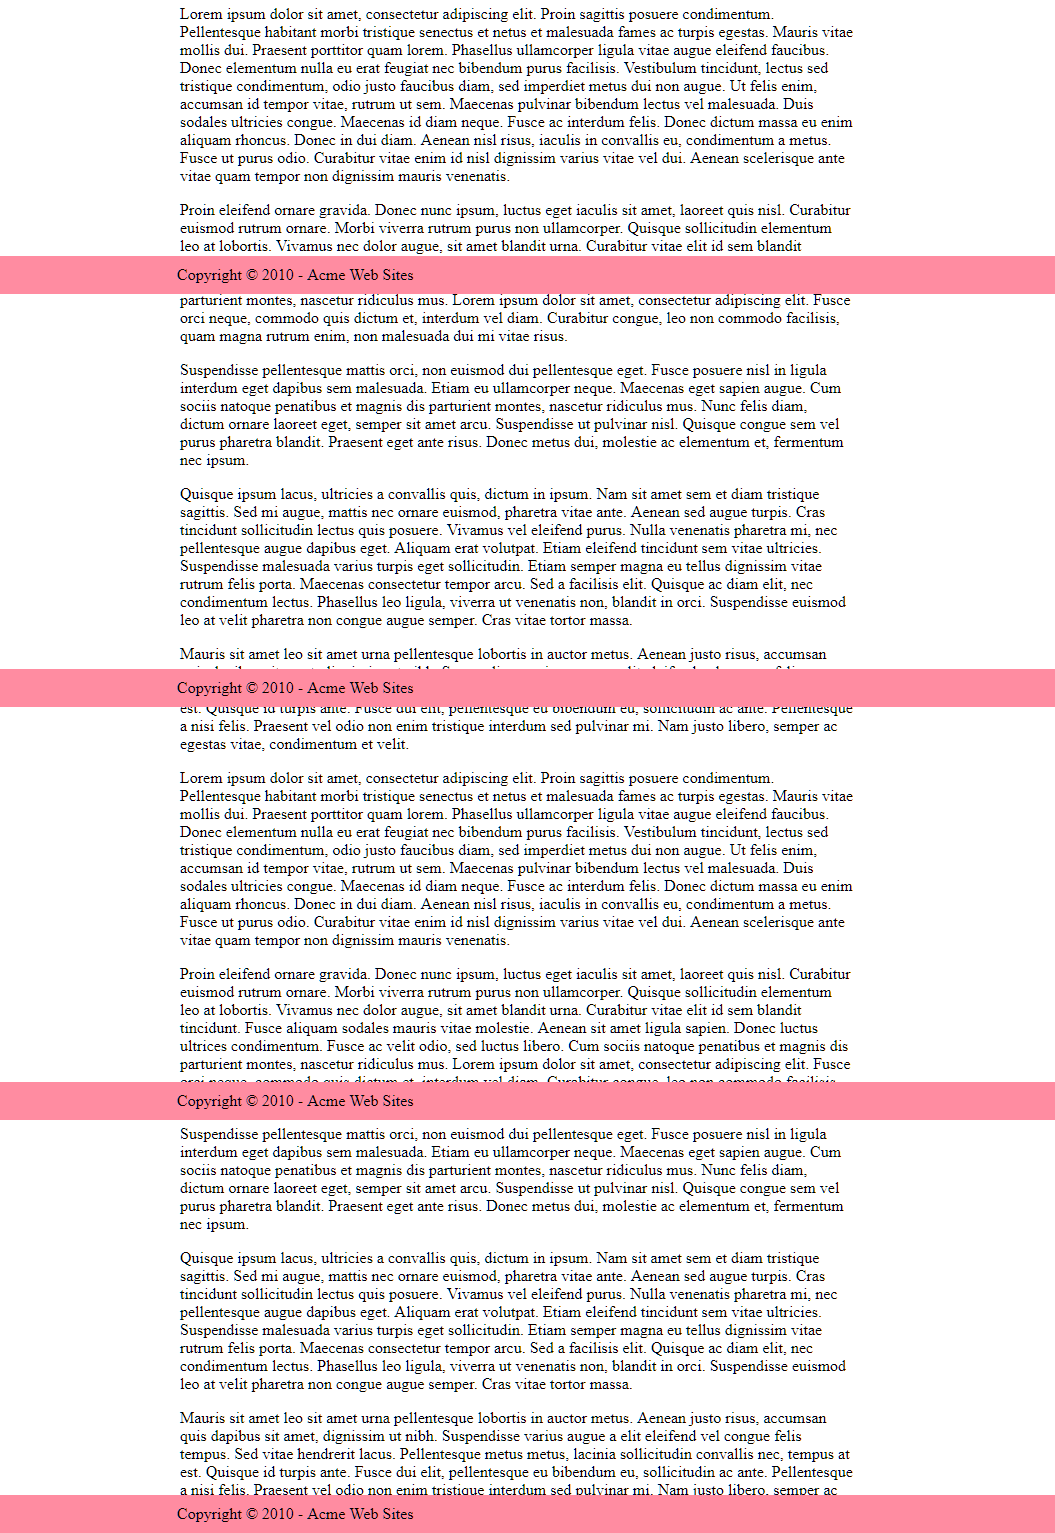 Lorem ipsum dolor sit amet, consectetur adipiscing elit. Proin sagittis posuere condimentum.
Pellentesque habitant morbi tristique senectus et netus et malesuada fames ac turpis egestas. Mauris vitae
mollis dui. Praesent porttitor quam lorem. Phasellus ullamcorper ligula vitae augue eleifend faucibus.
Donec elementum nulla eu erat feugiat nec bibendum purus facilisis. Vestibulum tincidunt, lectus sed
tristique condimentum, odio justo faucibus diam, sed imperdiet metus dui non augue. Ut felis enim,
accumsan id tempor vitae, rutrum ut sem. Maecenas pulvinar bibendum lectus vel malesuada. Duis
sodales ultricies congue. Maecenas id diam neque. Fusce ac interdum felis. Donec dictum massa eu enim
aliquam rhoncus. Donec in dui diam. Aenean nisl risus, iaculis in convallis eu, condimentum a metus.
Fusce ut purus odio. Curabitur vitae enim id nisl dignissim varius vitae vel dui. Aenean scelerisque ante
vitae quam tempor non dignissim mauris venenatis.
Proin eleifend ornare gravida. Donec nunc ipsum, luctus eget iaculis sit amet, laoreet quis nisl. Curabitur
euismod rutrum ornare. Morbi viverra rutrum purus non ullamcorper. Quisque sollicitudin elementum
leo at lobortis. Vivamus nec dolor augue, sit amet blandit urna. Curabitur vitae elit id sem blandit
Copyright © 2010 - Acme Web Sites
parturient montes, nascetur ridiculus mus. Lorem ipsum dolor sit amet, consectetur adipiscing elit. Fusce
orci neque, commodo quis dictum et, interdum vel diam. Curabitur congue, leo non commodo facilisis,
quam magna rutrum enim, non malesuada dui mi vitae risus.
Suspendisse pellentesque mattis orci, non euismod dui pellentesque eget. Fusce posuere nisl in ligula
interdum eget dapibus sem malesuada. Etiam eu ullamcorper neque. Maecenas eget sapien augue. Cum
sociis natoque penatibus et magnis dis parturient montes, nascetur ridiculus mus. Nunc felis diam,
dictum ornare laoreet eget, semper sit amet arcu. Suspendisse ut pulvinar nisl. Quisque congue sem vel
purus pharetra blandit. Praesent eget ante risus. Donec metus dui, molestie ac elementum et, fermentum
nec ipsum.
Quisque ipsum lacus, ultricies a convallis quis, dictum in ipsum. Nam sit amet sem et diam tristique
sagittis. Sed mi augue, mattis nec ornare euismod, pharetra vitae ante. Aenean sed augue turpis. Cras
tincidunt sollicitudin lectus quis posuere. Vivamus vel eleifend purus. Nulla venenatis pharetra mi, nec
pellentesque augue dapibus eget. Aliquam erat volutpat. Etiam eleifend tincidunt sem vitae ultricies.
Suspendisse malesuada varius turpis eget sollicitudin. Etiam semper magna eu tellus dignissim vitae
rutrum felis porta. Maecenas consectetur tempor arcu. Sed a facilisis elit. Quisque ac diam elit, nec
condimentum lectus. Phasellus leo ligula, viverra ut venenatis non, blandit in orci. Suspendisse euismod
leo at velit pharetra non congue augue semper. Cras vitae tortor massa.
Mauris sit amet leo sit amet urna pellentesque lobortis in auctor metus. Aenean justo risus, accumsan
Copyright © 2010 - Acme Web Sites
est. Quisque id turpis ante. Fusce dui elit, pellentesque eu bibendum eu, sollicitudin ac ante. Pellentesque
a nisi felis. Praesent vel odio non enim tristique interdum sed pulvinar mi. Nam justo libero, semper ac
egestas vitae, condimentum et velit.
Lorem ipsum dolor sit amet, consectetur adipiscing elit. Proin sagittis posuere condimentum.
Pellentesque habitant morbi tristique senectus et netus et malesuada fames ac turpis egestas. Mauris vitae
mollis dui. Praesent porttitor quam lorem. Phasellus ullamcorper ligula vitae augue eleifend faucibus.
Donec elementum nulla eu erat feugiat nec bibendum purus facilisis. Vestibulum tincidunt, lectus sed
tristique condimentum, odio justo faucibus diam, sed imperdiet metus dui non augue. Ut felis enim,
accumsan id tempor vitae, rutrum ut sem. Maecenas pulvinar bibendum lectus vel malesuada. Duis
sodales ultricies congue. Maecenas id diam neque. Fusce ac interdum felis. Donec dictum massa eu enim
aliquam rhoncus. Donec in dui diam. Aenean nisl risus, iaculis in convallis eu, condimentum a metus.
Fusce ut purus odio. Curabitur vitae enim id nisl dignissim varius vitae vel dui. Aenean scelerisque ante
vitae quam tempor non dignissim mauris venenatis.
Proin eleifend ornare gravida. Donec nunc ipsum, luctus eget iaculis sit amet, laoreet quis nisl. Curabitur
euismod rutrum ornare. Morbi viverra rutrum purus non ullamcorper. Quisque sollicitudin elementum
leo at lobortis. Vivamus nec dolor augue, sit amet blandit urna. Curabitur vitae elit id sem blandit
tincidunt. Fusce aliquam sodales mauris vitae molestie. Aenean sit amet ligula sapien. Donec luctus
ultrices condimentum. Fusce ac velit odio, sed luctus libero. Cum sociis natoque penatibus et magnis dis
parturient montes, nascetur ridiculus mus. Lorem ipsum dolor sit amet, consectetur adipiscing elit. Fusce
orci neque, commodo quis dictum et, interdum vel diam. Curabitur congue, leo non commodo facilisis,
Copyright © 2010 - Acme Web Sites
Suspendisse pellentesque mattis orci, non euismod dui pellentesque eget. Fusce posuere nisl in ligula
interdum eget dapibus sem malesuada. Etiam eu ullamcorper neque. Maecenas eget sapien augue. Cum
sociis natoque penatibus et magnis dis parturient montes, nascetur ridiculus mus. Nunc felis diam,
dictum ornare laoreet eget, semper sit amet arcu. Suspendisse ut pulvinar nisl. Quisque congue sem vel
purus pharetra blandit. Praesent eget ante risus. Donec metus dui, molestie ac elementum et, fermentum
nec ipsum.
Quisque ipsum lacus, ultricies a convallis quis, dictum in ipsum. Nam sit amet sem et diam tristique
sagittis. Sed mi augue, mattis nec ornare euismod, pharetra vitae ante. Aenean sed augue turpis. Cras
tincidunt sollicitudin lectus quis posuere. Vivamus vel eleifend purus. Nulla venenatis pharetra mi, nec
pellentesque augue dapibus eget. Aliquam erat volutpat. Etiam eleifend tincidunt sem vitae ultricies.
Suspendisse malesuada varius turpis eget sollicitudin. Etiam semper magna eu tellus dignissim vitae
rutrum felis porta. Maecenas consectetur tempor arcu. Sed a facilisis elit. Quisque ac diam elit, nec
condimentum lectus. Phasellus leo ligula, viverra ut venenatis non, blandit in orci. Suspendisse euismod
leo at velit pharetra non congue augue semper. Cras vitae tortor massa.
Mauris sit amet leo sit amet urna pellentesque lobortis in auctor metus. Aenean justo risus, accumsan
quis dapibus sit amet, dignissim ut nibh. Suspendisse varius augue a elit eleifend vel congue felis
tempus. Sed vitae hendrerit lacus. Pellentesque metus metus, lacinia sollicitudin convallis nec, tempus at
est. Quisque id turpis ante. Fusce dui elit, pellentesque eu bibendum eu, sollicitudin ac ante. Pellentesque
a nisi felis. Praesent vel odio non enim tristique interdum sed pulvinar mi. Nam justo libero, semper ac
Copyright © 2010 - Acme Web Sites